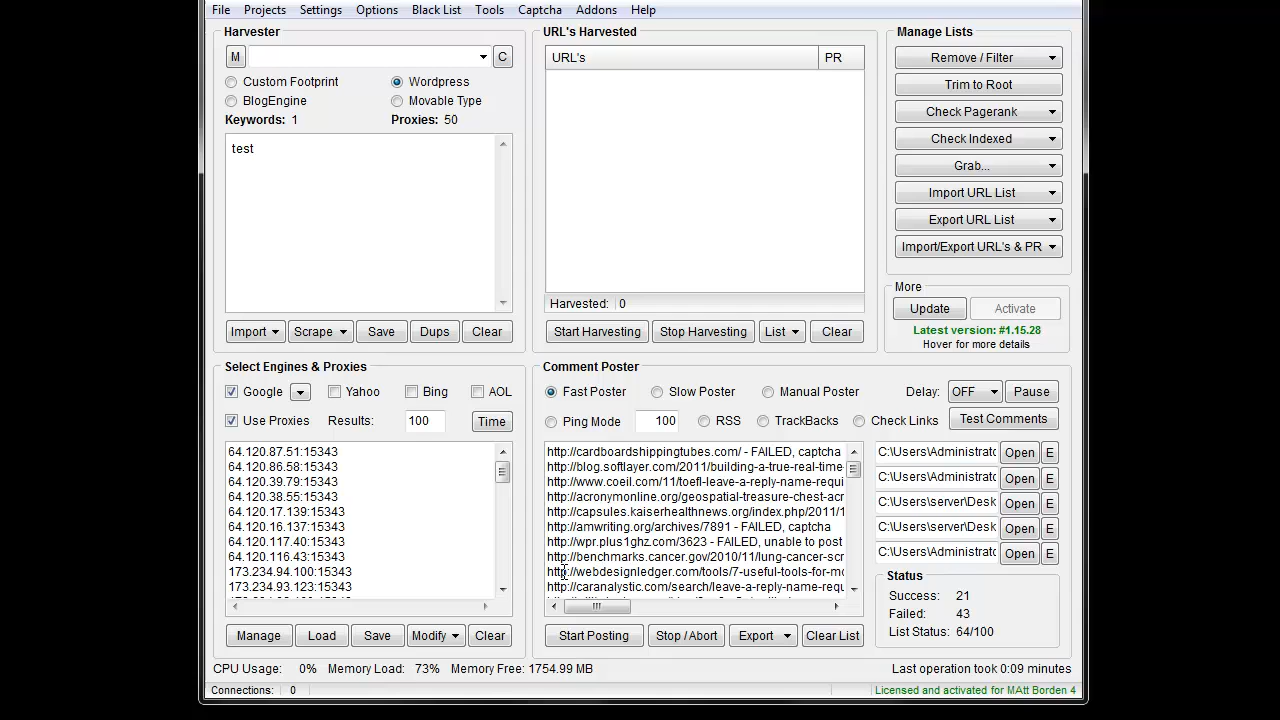 File Projects Settings Options Black List Tools Captcha Addons Help
Harvester
M C
Custom Footprint Wordpress
BlogEngine Movable Type
Keywords: 1 Proxies: 50
test
Import Scrape Save Dups Clear
URL's Harvested
URL's PR
Harvested: 0
Start Harvesting Stop Harvesting List Clear
Manage Lists
Remove / Filter
Trim to Root
Check Pagerank
Check Indexed
Grab...
Import URL List
Export URL List
Import/Export URL's & PR
More
Update Activate
Latest version: #1.15.28
Hover for more details
Select Engines & Proxies
Google Yahoo Bing AOL
Use Proxies Results: 100 Time
64.120.87.51:15343
64.120.86.58:15343
64.120.39.79:15343
64.120.38.55:15343
64.120.17.139:15343
64.120.16.137:15343
64.120.117.40:15343
64.120.116.43:15343
173.234.94.100:15343
173.234.93.123:15343
Manage Load Save Modify Clear
Comment Poster
Fast Poster Slow Poster Manual Poster Delay: OFF Pause
Ping Mode 100 RSS TrackBacks Check Links Test Comments
http://cardboardshippingtubes.com/ - FAILED, captcha
http://blog.softlayer.com/2011/building-a-true-real-time-
http://www.coeil.com/11/toefl-leave-a-reply-name-requi
http://acronymonline.org/geospatial-treasure-chest-acr
http://capsules.kaiserhealthnews.org/index.php/2011/1
http://amwriting.org/archives/7891 - FAILED, captcha
http://wpr.plus1ghz.com/3623 - FAILED, unable to post
http://benchmarks.cancer.gov/2010/11/lung-cancer-scr
http://webdesignledger.com/tools/7-useful-tools-for-mo
http://caranalystic.com/search/leave-a-reply-name-requ
Start Posting Stop / Abort Export Clear List
C:\Users\Administrato Open E
C:\Users\Administrato Open E
C:\Users\server\Desk Open E
C:\Users\server\Desk Open E
C:\Users\Administrato Open E
Status
Success: 21
Failed: 43
List Status: 64/100
CPU Usage: 0% Memory Load: 73% Memory Free: 1754.99 MB Last operation took 0:09 minutes
Connections: 0 Licensed and activated for MAtt Borden 4